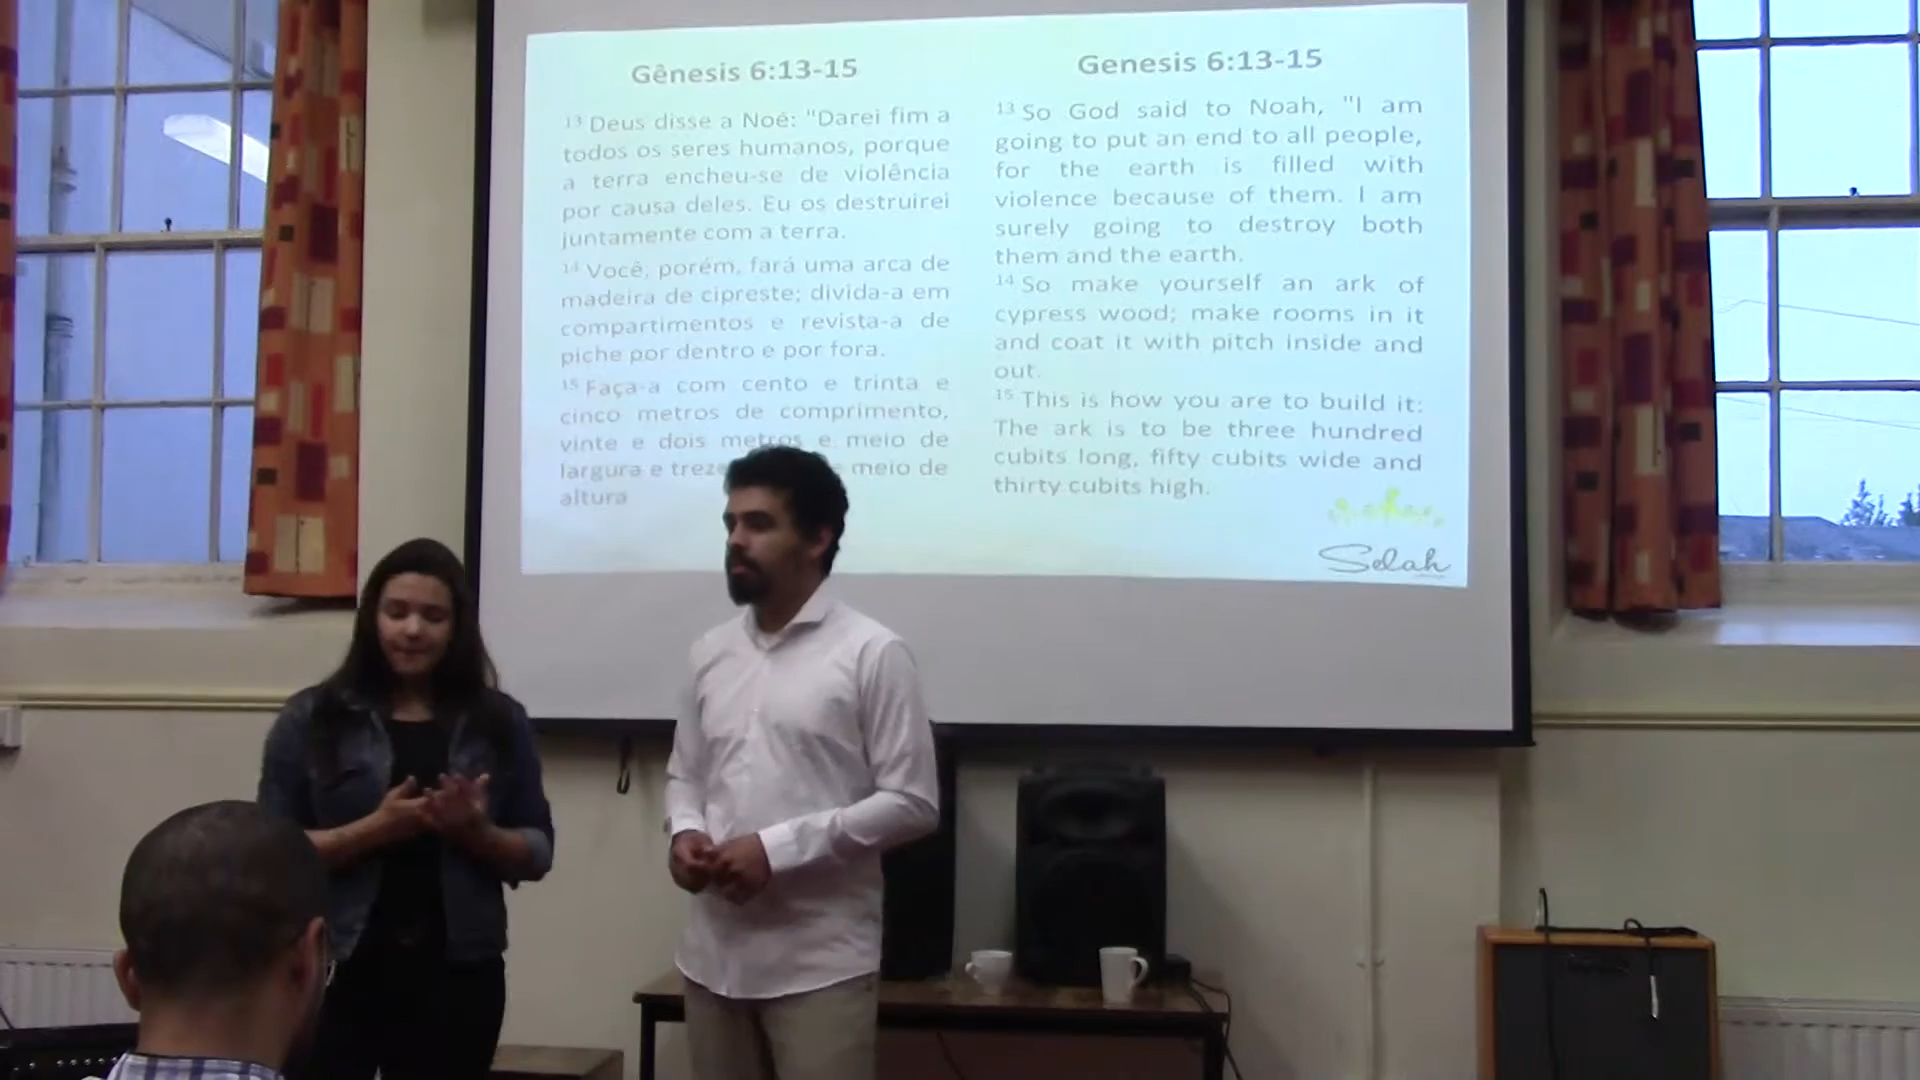 Gênesis 6:13-15
13 Deus disse a Noé: "Darei fim a
todos os seres humanos, porque
a terra encheu-se de violência
por causa deles. Eu os destruirei
juntamente com a terra.
14 Você, porém, fará uma arca de
madeira de cipreste; divida-a em
compartimentos e revista-a de
piche por dentro e por fora.
15 Faça-a com cento e trinta e
cinco metros de comprimento,
vinte e dois metros e meio de
largura e meio de
altura
Genesis 6:13-15
13 So God said to Noah, "I am
going to put an end to all people,
for the earth is filled with
violence because of them. I am
surely going to destroy both
them and the earth.
14 So make yourself an ark of
cypress wood; make rooms in it
and coat it with pitch inside and
out.
15 This is how you are to build it:
The ark is to be three hundred
cubits long, fifty cubits wide and
thirty cubits high.
Selah